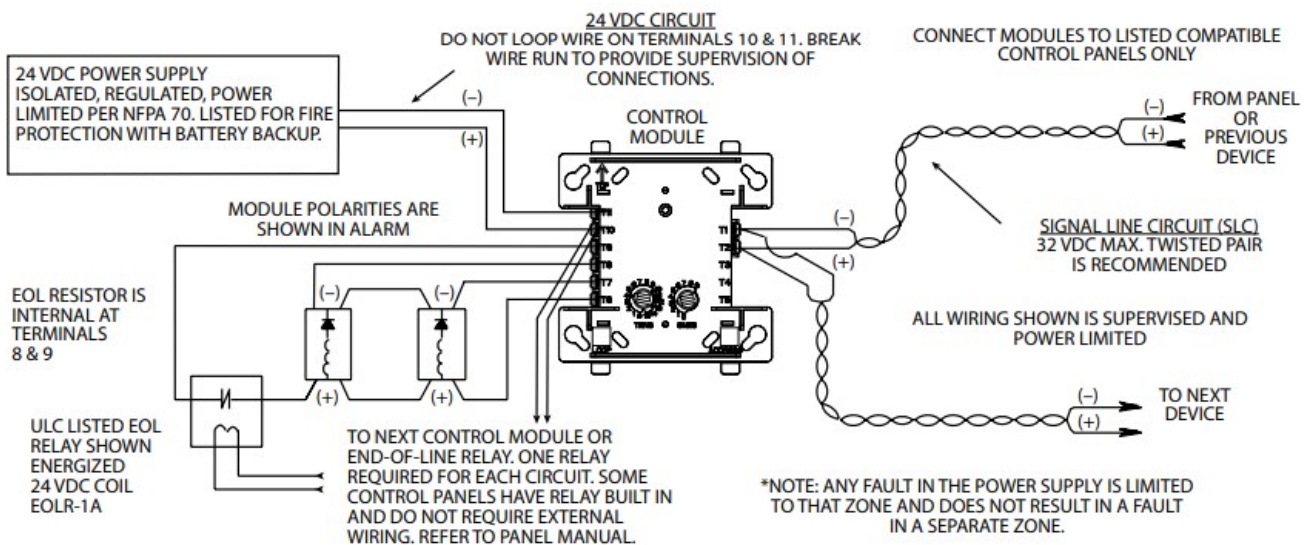 24 VDC CIRCUIT
DO NOT LOOP WIRE ON TERMINALS 10 & 11. BREAK
WIRE RUN TO PROVIDE SUPERVISION OF
CONNECTIONS.
CONNECT MODULES TO LISTED COMPATIBLE
CONTROL PANELS ONLY
24 VDC POWER SUPPLY
ISOLATED, REGULATED, POWER
LIMITED PER NFPA 70. LISTED FOR FIRE
PROTECTION WITH BATTERY BACKUP.
(–)
(+)
CONTROL
MODULE
(–)
(+)
FROM PANEL
OR
PREVIOUS
DEVICE
MODULE POLARITIES ARE
SHOWN IN ALARM
T10
T9
T8
T7
T6
T1
T2
T3
T4
T5
(–)
(+)
SIGNAL LINE CIRCUIT (SLC)
32 VDC MAX. TWISTED PAIR
IS RECOMMENDED
EOL RESISTOR IS
INTERNAL AT
TERMINALS
8 & 9
(–)
(–)
(+)
(+)
ALL WIRING SHOWN IS SUPERVISED AND
POWER LIMITED
ULC LISTED EOL
RELAY SHOWN
ENERGIZED
24 VDC COIL
EOLR-1A
TO NEXT CONTROL MODULE OR
END-OF-LINE RELAY. ONE RELAY
REQUIRED FOR EACH CIRCUIT. SOME
CONTROL PANELS HAVE RELAY BUILT IN
AND DO NOT REQUIRE EXTERNAL
WIRING. REFER TO PANEL MANUAL.
(–)
(+)
TO NEXT
DEVICE
*NOTE: ANY FAULT IN THE POWER SUPPLY IS LIMITED
TO THAT ZONE AND DOES NOT RESULT IN A FAULT
IN A SEPARATE ZONE.